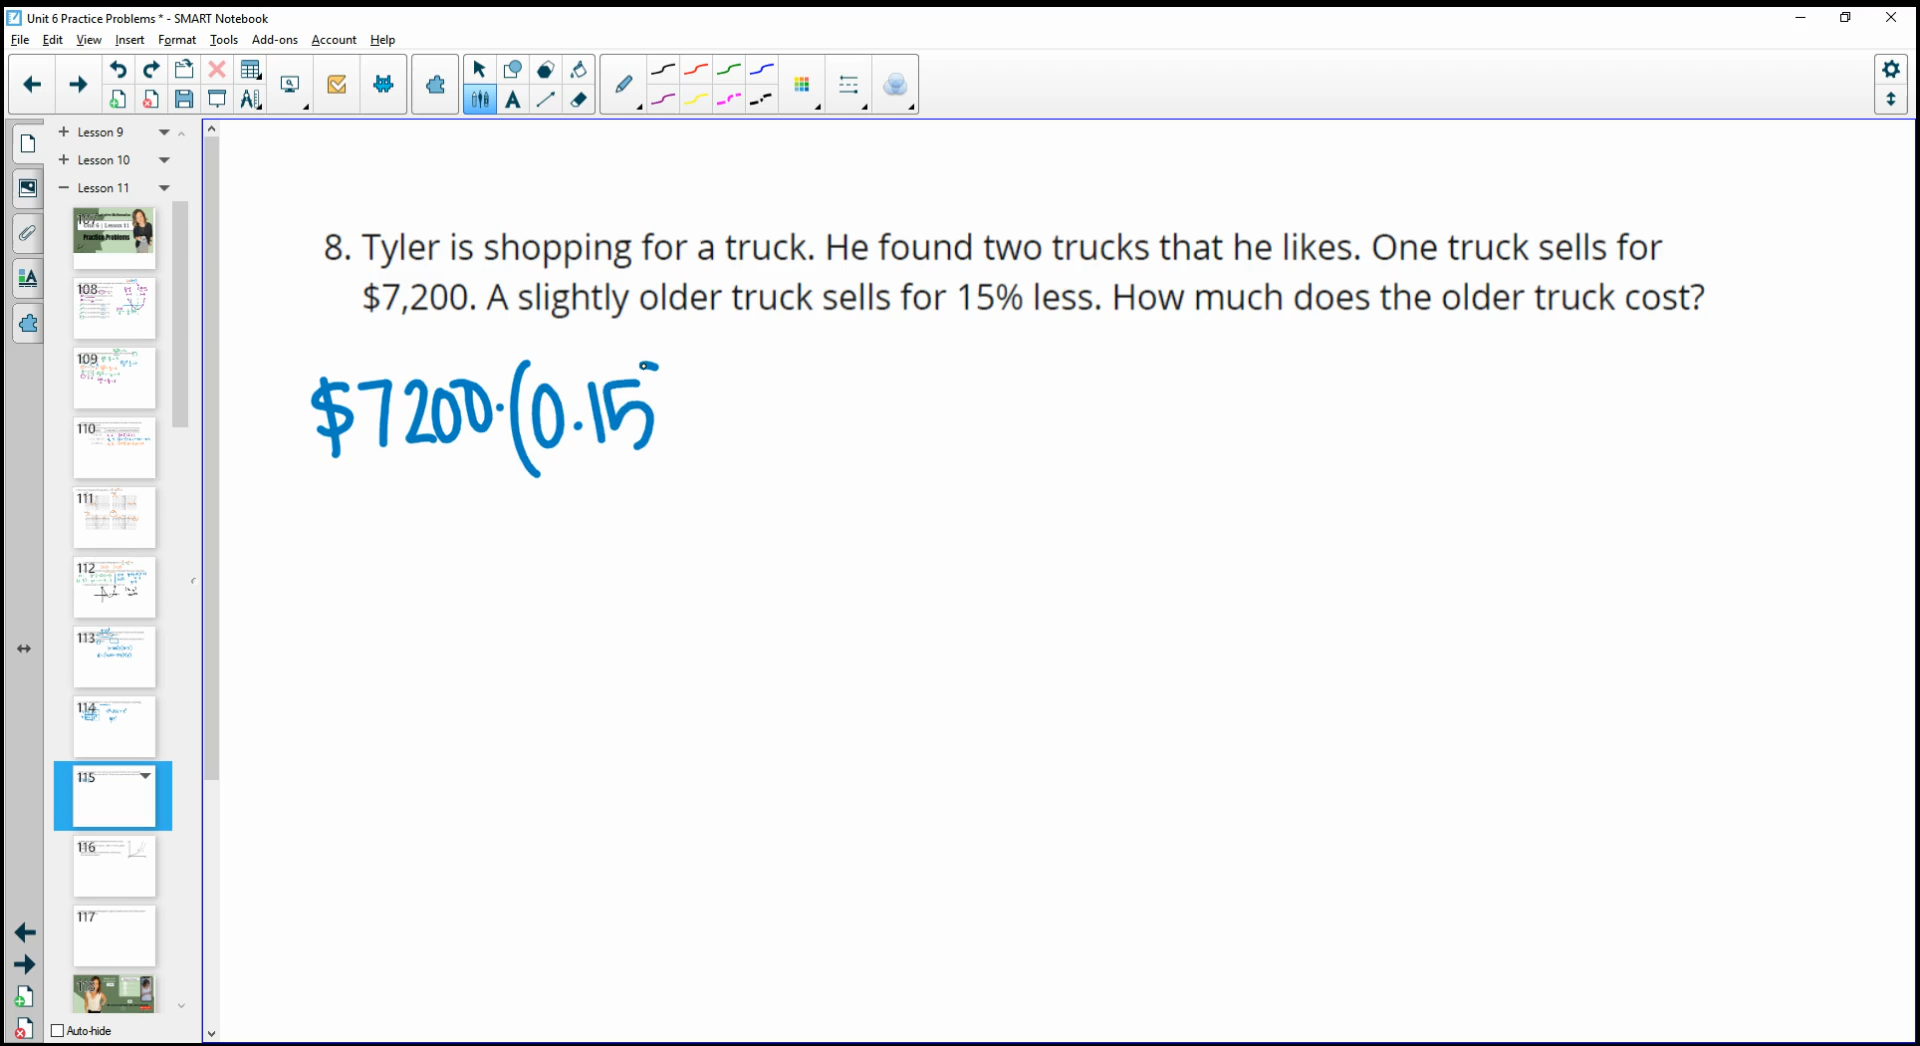 Unit 6 Practice Problems * - SMART Notebook
File Edit View Insert Format Tools Add-ons Account Help
Lesson 9
Lesson 10
Lesson 11
107
Practice Problems
108
109
110
111
112
113
114
115
116
117
Auto-hide
8. Tyler is shopping for a truck. He found two trucks that he likes. One truck sells for
$7,200. A slightly older truck sells for 15% less. How much does the older truck cost?
$7200·(0.15